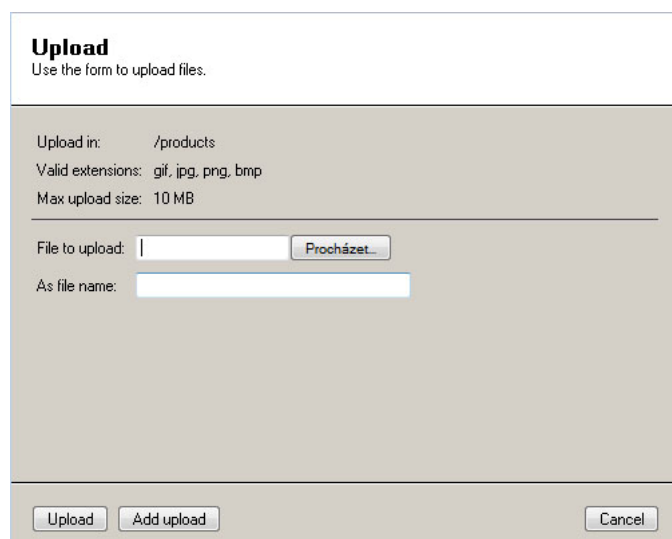 Upload
Use the form to upload files.
Upload in: /products
Valid extensions: gif, jpg, png, bmp
Max upload size: 10 MB
File to upload: Procházet...
As file name:
Upload Add upload Cancel